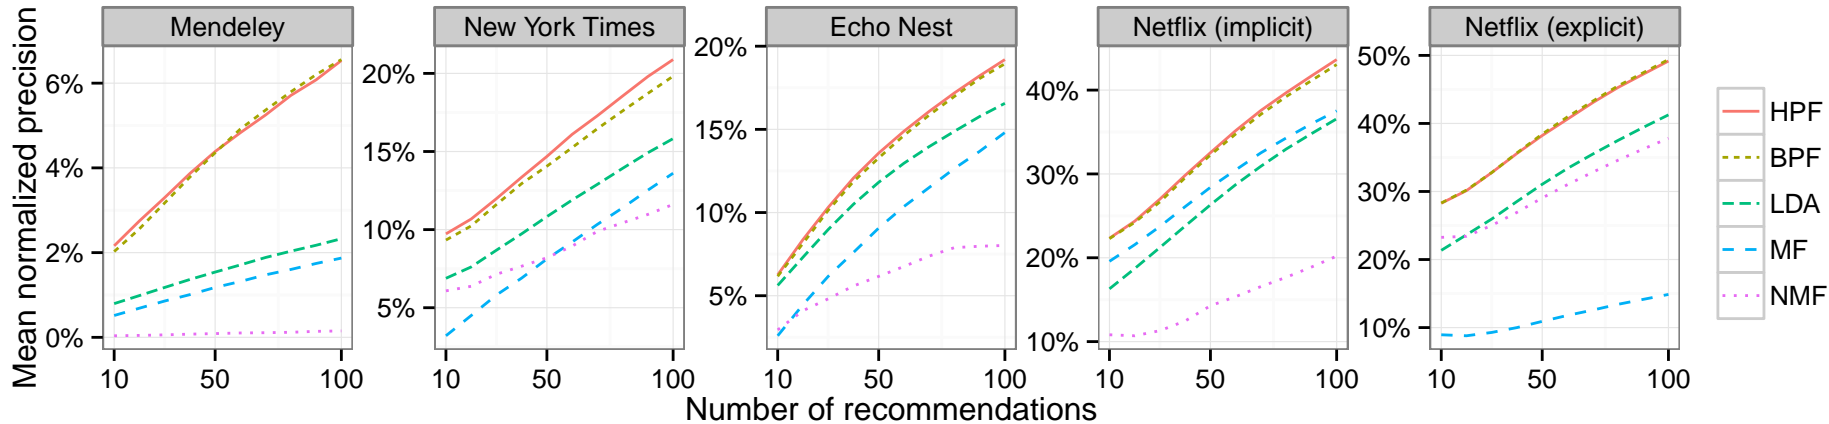 Mendeley
New York Times
Echo Nest
Netflix (implicit)
Netflix (explicit)
Mean normalized precision
6%
4%
2%
0%
10 50 100
20%
15%
10%
5%
10 50 100
20%
15%
10%
5%
10 50 100
40%
30%
20%
10%
10 50 100
50%
40%
30%
20%
10%
10 50 100
Number of recommendations
HPF
BPF
LDA
MF
NMF